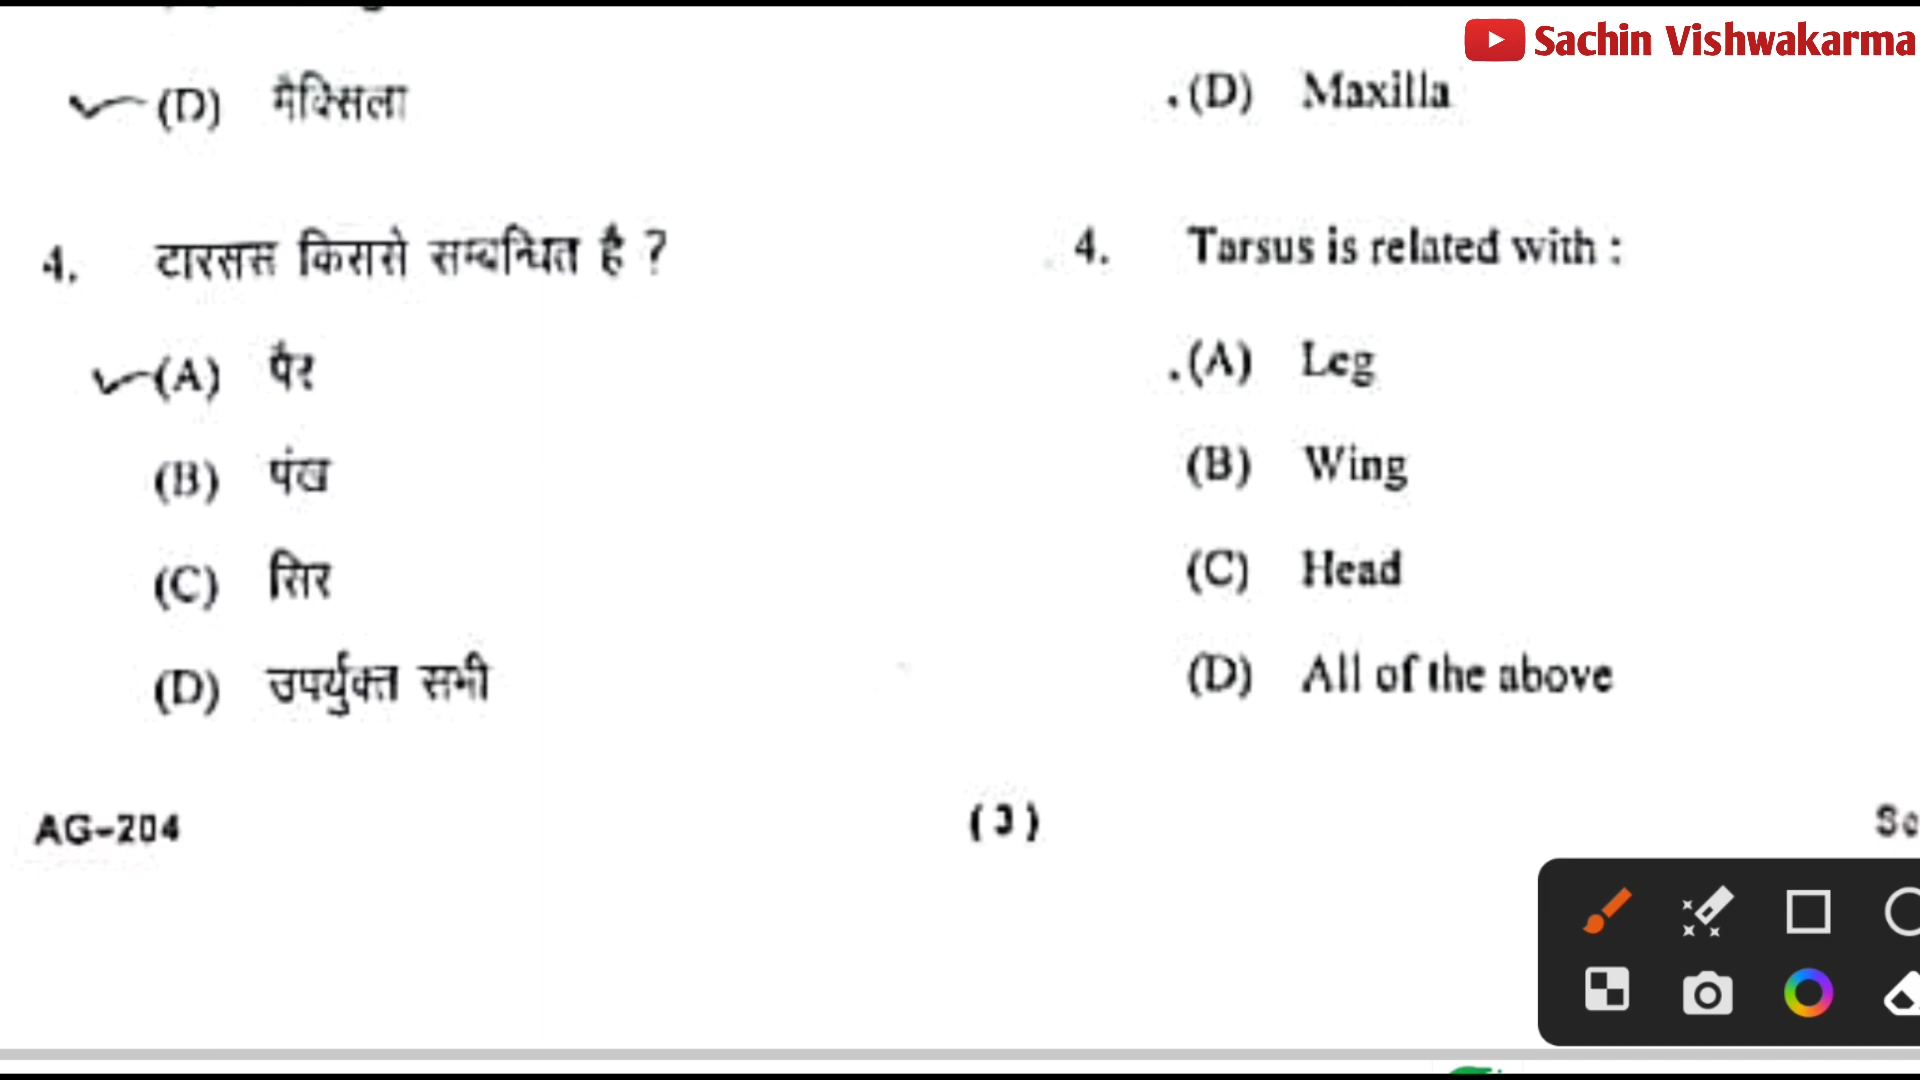 Sachin Vishwakarma
(D) मैक्सिला
4. टारसस किससे सम्बन्धित है ?
(A) पैर
(B) पंख
(C) सिर
(D) उपर्युक्त सभी
.(D) Maxilla
4. Tarsus is related with :
.(A) Leg
(B) Wing
(C) Head
(D) All of the above
AG-204
( 3 )